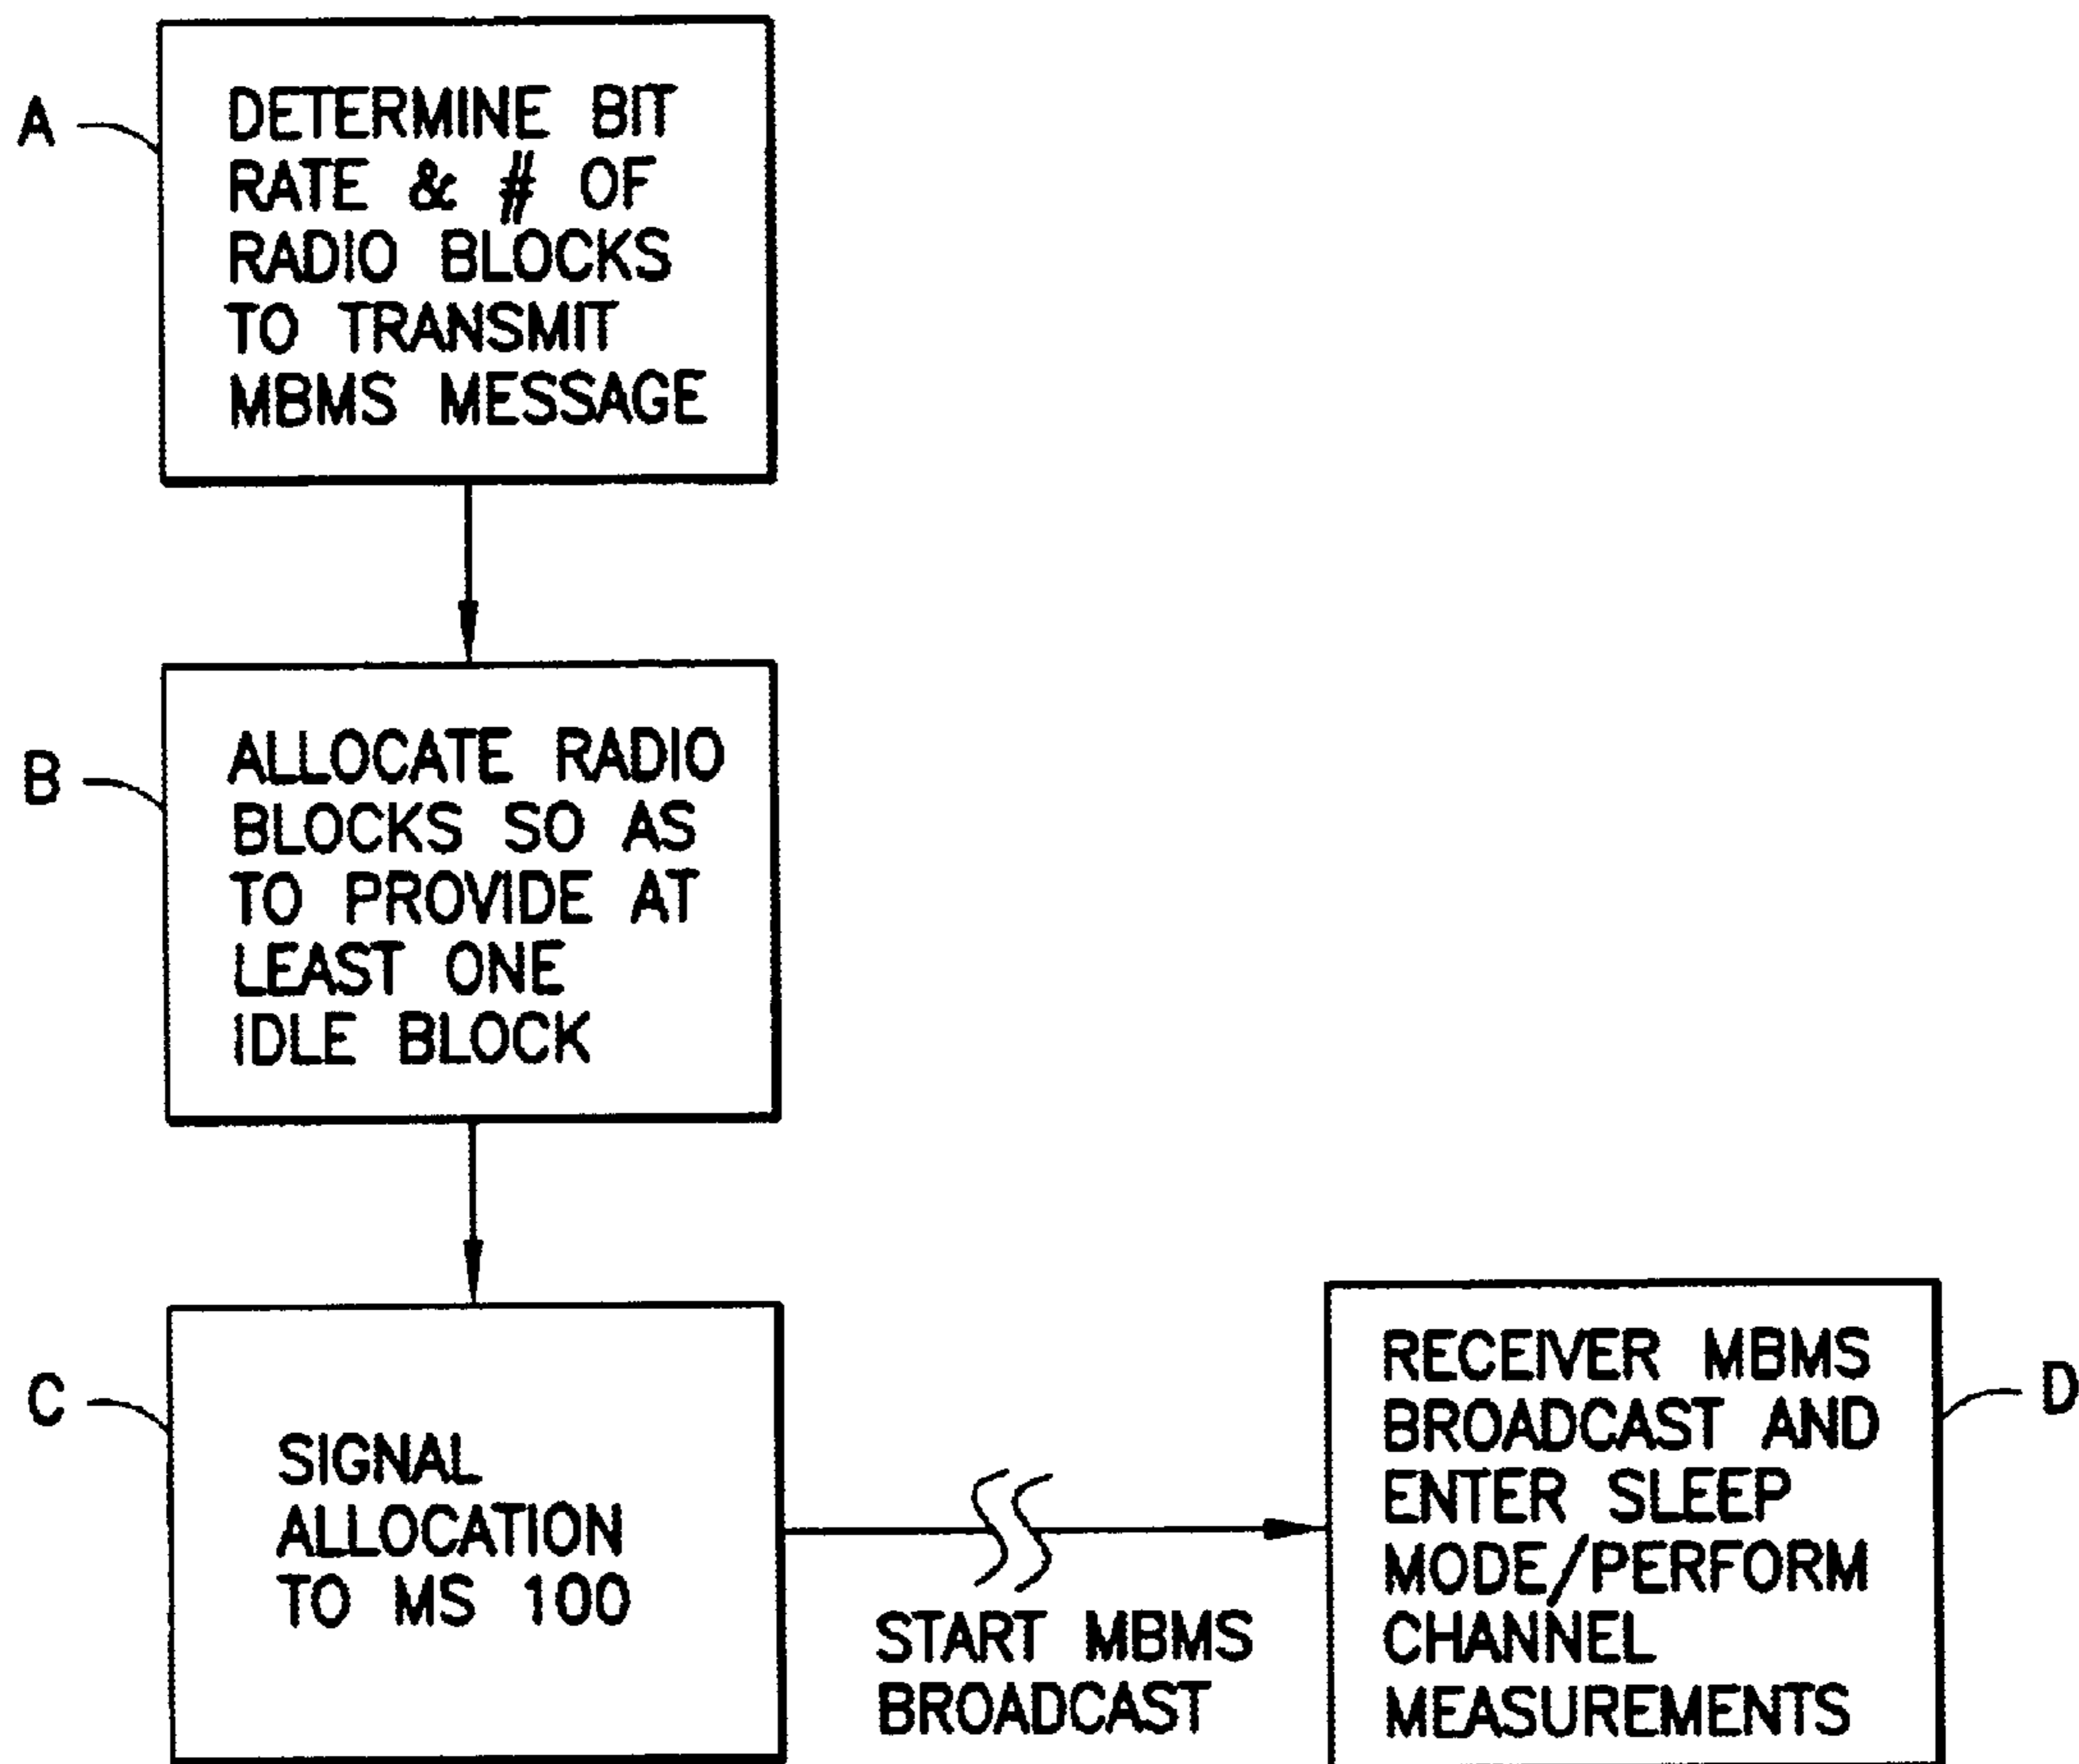 A
DETERMINE BIT
RATE & # OF
RADIO BLOCKS
TO TRANSMIT
MBMS MESSAGE
B
ALLOCATE RADIO
BLOCKS SO AS
TO PROVIDE AT
LEAST ONE
IDLE BLOCK
C
SIGNAL
ALLOCATION
TO MS 100
START MBMS
BROADCAST
RECEIVER MBMS
BROADCAST AND
ENTER SLEEP
MODE/PERFORM
CHANNEL
MEASUREMENTS
D